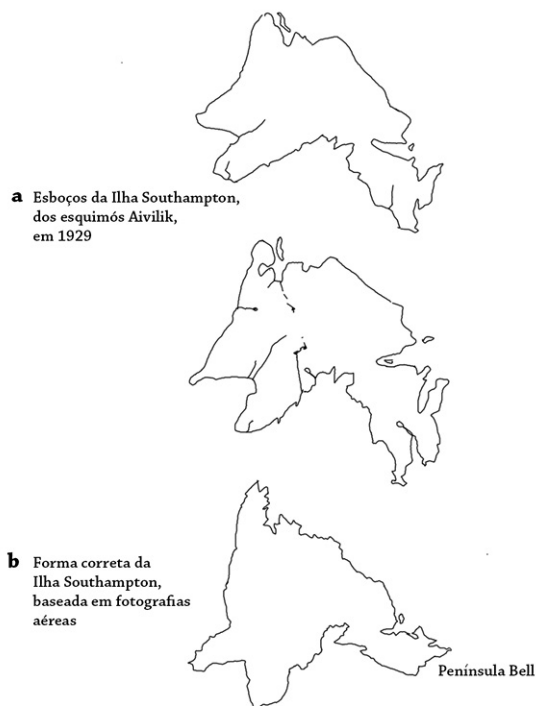 a Esboços da Ilha Southampton,
dos esquimós Aivilik,
em 1929
b Forma correta da
Ilha Southampton,
baseada em fotografias
aéreas
Península Bell